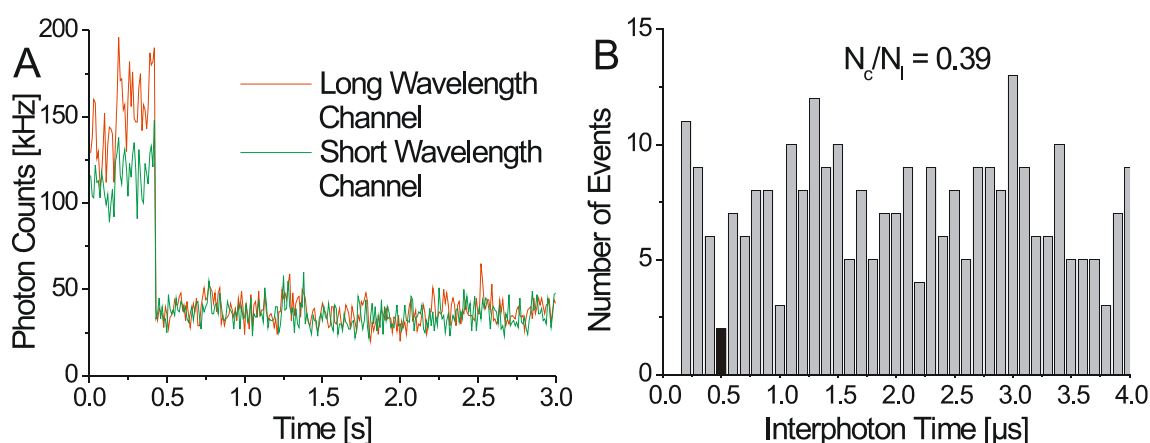 A
Photon Counts [kHz]
200
150
100
50
0
Long Wavelength
Channel
Short Wavelength
Channel
0.0 0.5 1.0 1.5 2.0 2.5 3.0
Time [s]
B
Number of Events
15
10
5
0
N_c/N_l = 0.39
0.0 0.5 1.0 1.5 2.0 2.5 3.0 3.5 4.0
Interphoton Time [µs]